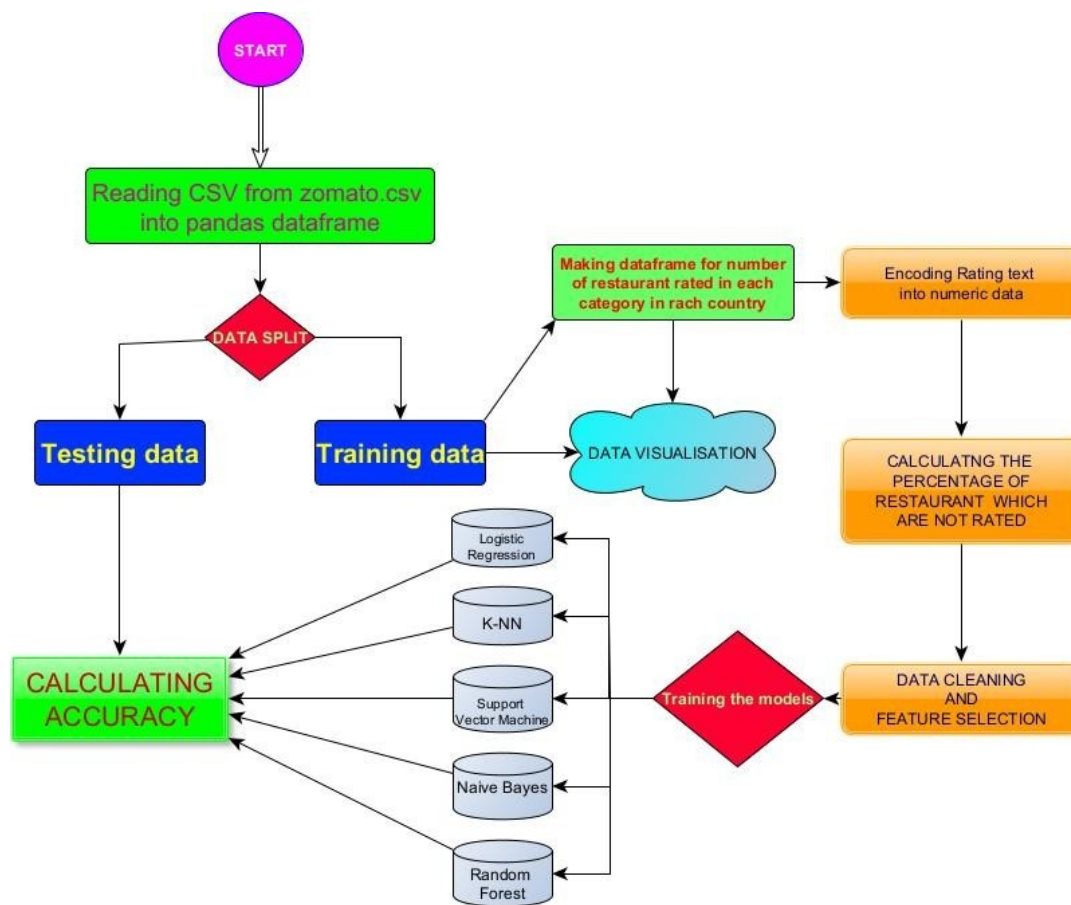 START
Reading CSV from zomato.csv
into pandas dataframe
DATA SPLIT
Testing data
Training data
Making dataframe for number
of restaurant rated in each
category in rach country
DATA VISUALISATION
Encoding Rating text
into numeric data
CALCULATNG THE
PERCENTAGE OF
RESTAURANT WHICH
ARE NOT RATED
DATA CLEANING
AND
FEATURE SELECTION
Training the models
Logistic
Regression
K-NN
Support
Vector Machine
Naive Bayes
Random
Forest
CALCULATING
ACCURACY